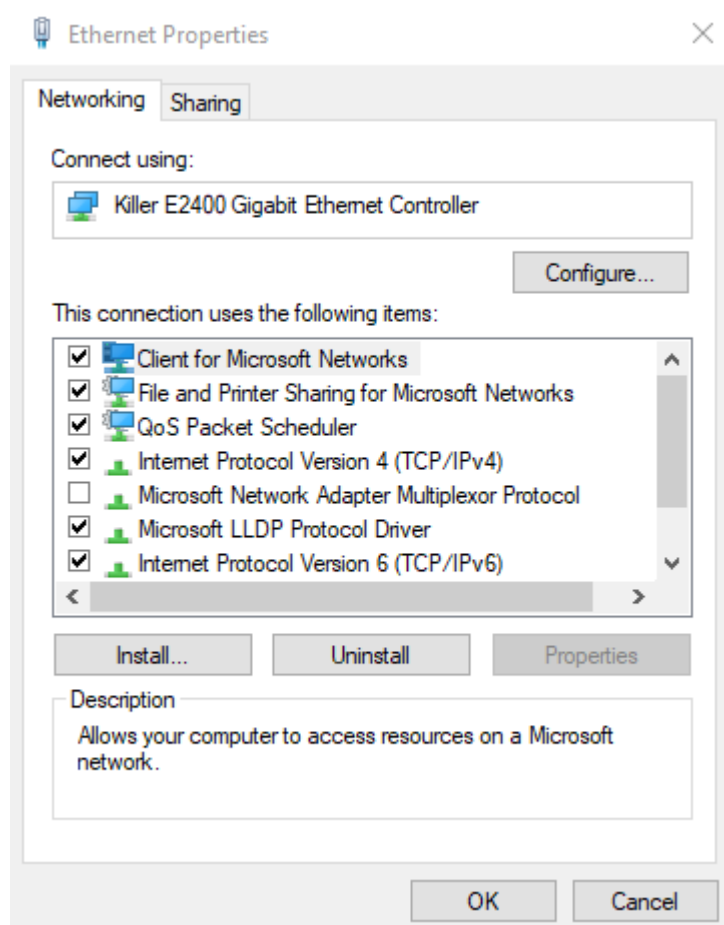 Ethernet Properties
Networking
Sharing
Connect using:
Killer E2400 Gigabit Ethernet Controller
Configure...
This connection uses the following items:
Client for Microsoft Networks
File and Printer Sharing for Microsoft Networks
QoS Packet Scheduler
Internet Protocol Version 4 (TCP/IPv4)
Microsoft Network Adapter Multiplexor Protocol
Microsoft LLDP Protocol Driver
Internet Protocol Version 6 (TCP/IPv6)
Install...
Uninstall
Properties
Description
Allows your computer to access resources on a Microsoft
network.
OK
Cancel